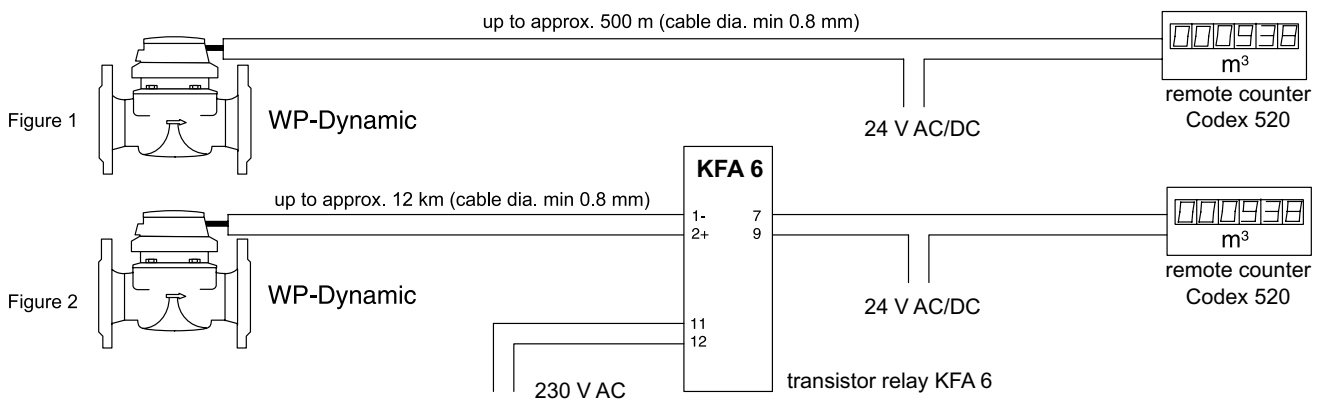 up to approx. 500 m (cable dia. min 0.8 mm)
000938
m³
remote counter
Codex 520
24 V AC/DC
Figure 1
WP-Dynamic
KFA 6
up to approx. 12 km (cable dia. min 0.8 mm)
1-
2+
7
9
000938
m³
remote counter
Codex 520
24 V AC/DC
Figure 2
WP-Dynamic
11
12
230 V AC
transistor relay KFA 6